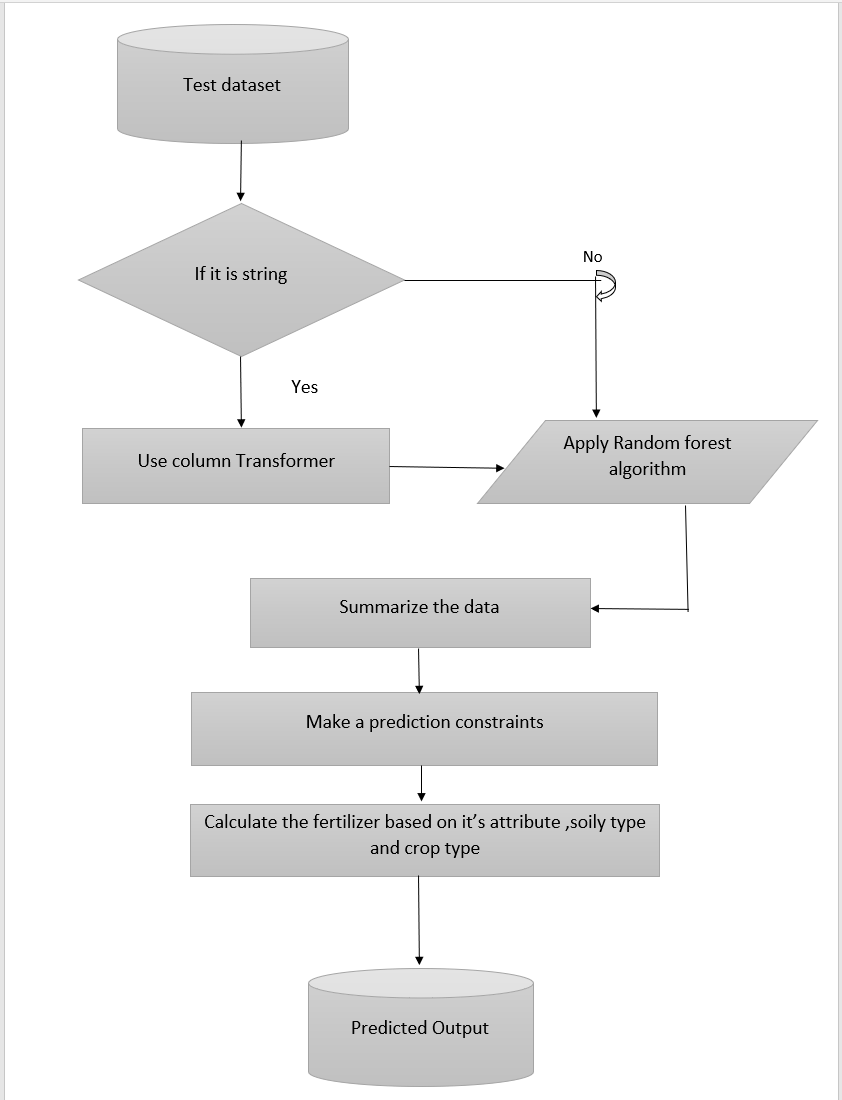 Test dataset
If it is string
No
Yes
Use column Transformer
Apply Random forest
algorithm
Summarize the data
Make a prediction constraints
Calculate the fertilizer based on it’s attribute ,soily type
and crop type
Predicted Output